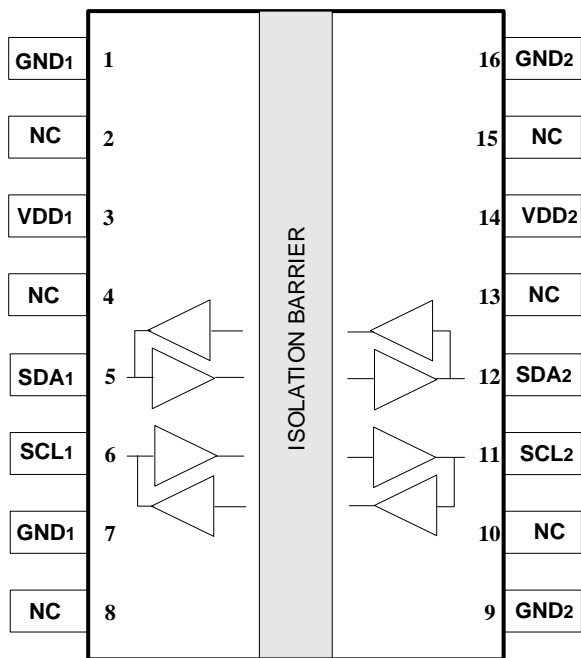 GND1 1 16 GND2
NC 2 15 NC
VDD1 3 14 VDD2
NC 4 13 NC
SDA1 5 12 SDA2
SCL1 6 11 SCL2
GND1 7 10 NC
NC 8 9 GND2
ISOLATION BARRIER